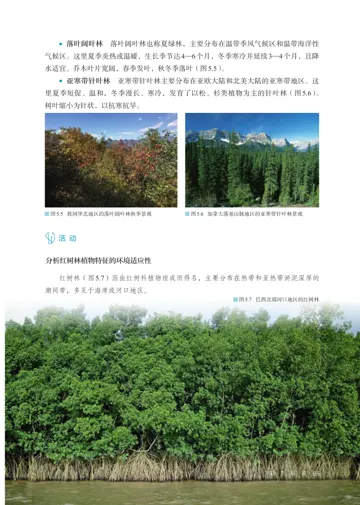 • 落叶阔叶林 落叶阔叶林也称夏绿林，主要分布在温带季风气候区和温带海洋性
气候区。这里夏季炎热或温暖，生长季节达4—6个月，冬季寒冷并延续3—4个月，且降
水适宜。乔木叶片宽阔，春季发叶，秋冬季落叶（图5.5）。
• 亚寒带针叶林 亚寒带针叶林主要分布在亚欧大陆和北美大陆的亚寒带地区。这
里夏季短促、温和，冬季漫长、寒冷，发育了以松、杉类植物为主的针叶林（图5.6）。
树叶缩小为针状，以抗寒抗旱。
图5.5 我国华北地区的落叶阔叶林秋季景观
图5.6 加拿大落基山脉地区的亚寒带针叶林景观
活动
分析红树林植物特征的环境适应性
红树林（图5.7）因由红树科植物组成而得名，主要分布在热带和亚热带淤泥深厚的
潮间带，多见于海湾或河口地区。
图5.7 巴西北部河口地区的红树林